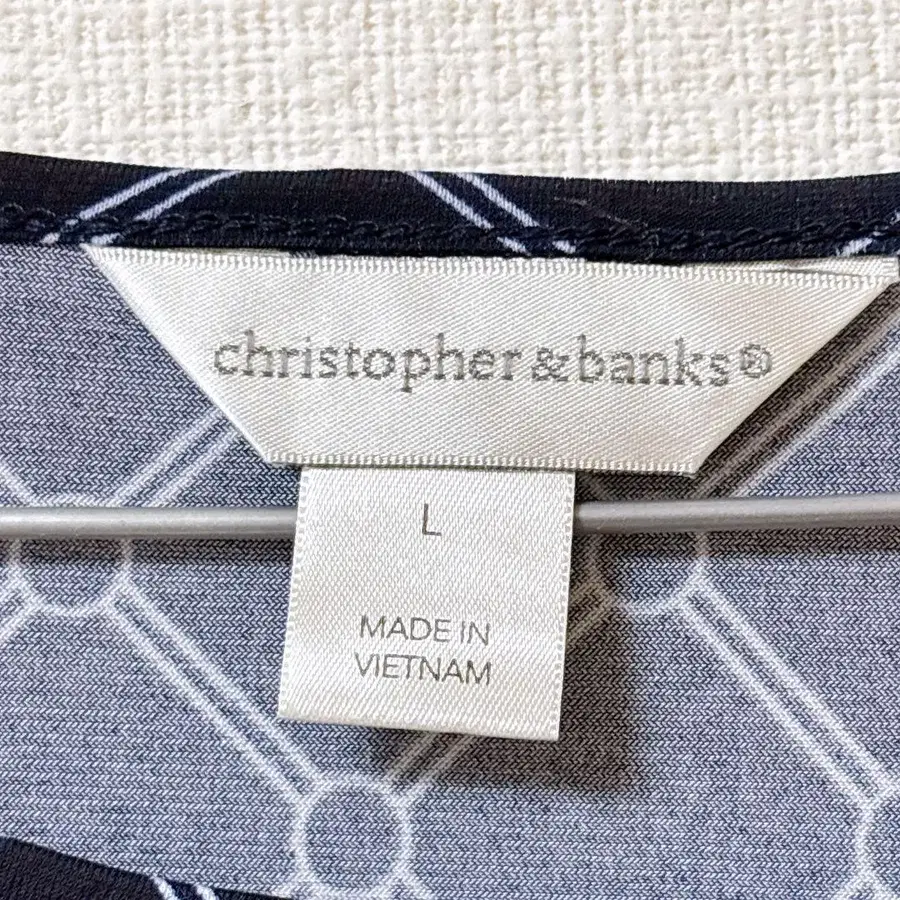 christopher & banks®
L
MADE IN
VIETNAM